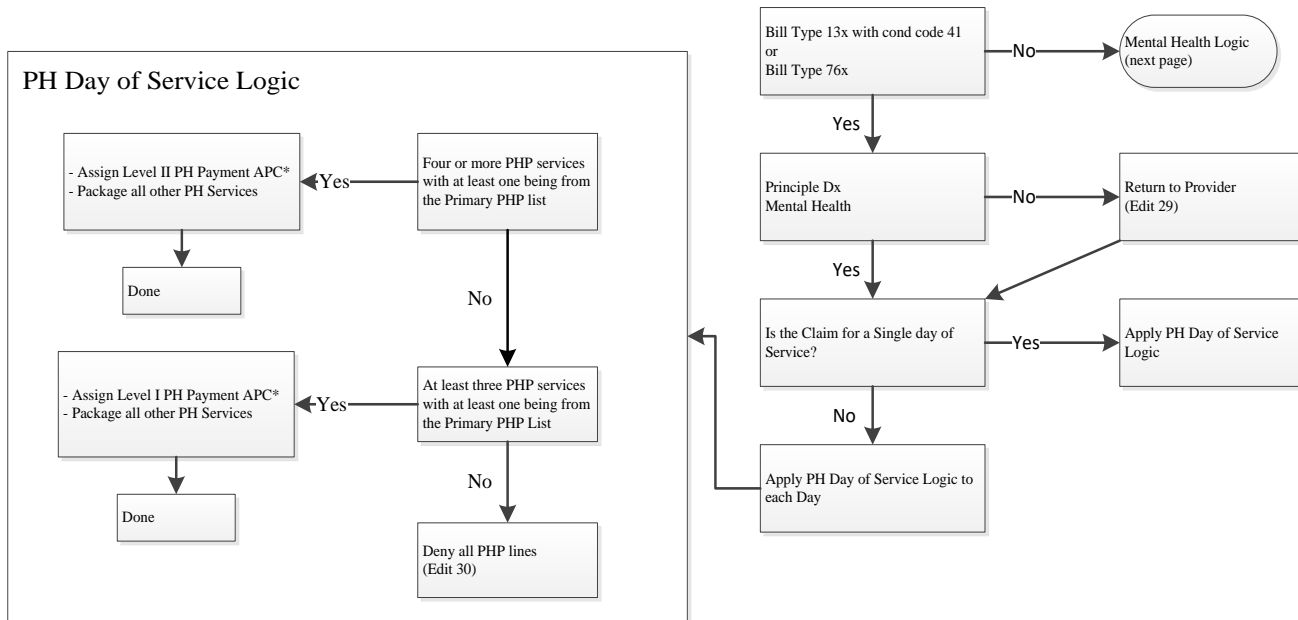 PH Day of Service Logic
- Assign Level II PH Payment APC*
- Package all other PH Services
Yes
Four or more PHP services
with at least one being from
the Primary PHP list
Done
No
- Assign Level I PH Payment APC*
- Package all other PH Services
Yes
At least three PHP services
with at least one being from
the Primary PHP List
Done
No
Deny all PHP lines
(Edit 30)
Bill Type 13x with cond code 41
or
Bill Type 76x
No
Mental Health Logic
(next page)
Yes
Principle Dx
Mental Health
No
Return to Provider
(Edit 29)
Yes
Is the Claim for a Single day of
Service?
Yes
Apply PH Day of Service
Logic
No
Apply PH Day of Service Logic to
each Day